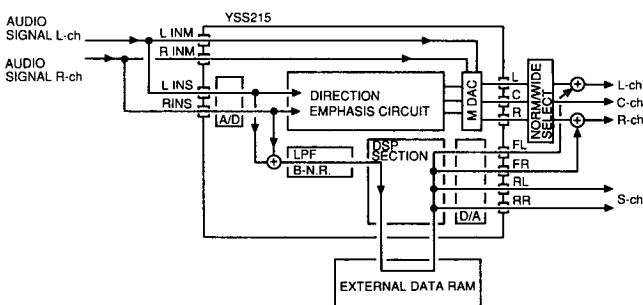 YSS215
AUDIO
SIGNAL L-ch
L INM
AUDIO
SIGNAL R-ch
R INM
L INS
RINS
A/D
DIRECTION
EMPHASIS CIRCUIT
M DAC
L
C
R
NORM/WIDE
SELECT
L-ch
C-ch
R-ch
LPF
B-N.R.
DSP
SECTION
D/A
FL
FR
RL
RR
S-ch
EXTERNAL DATA RAM